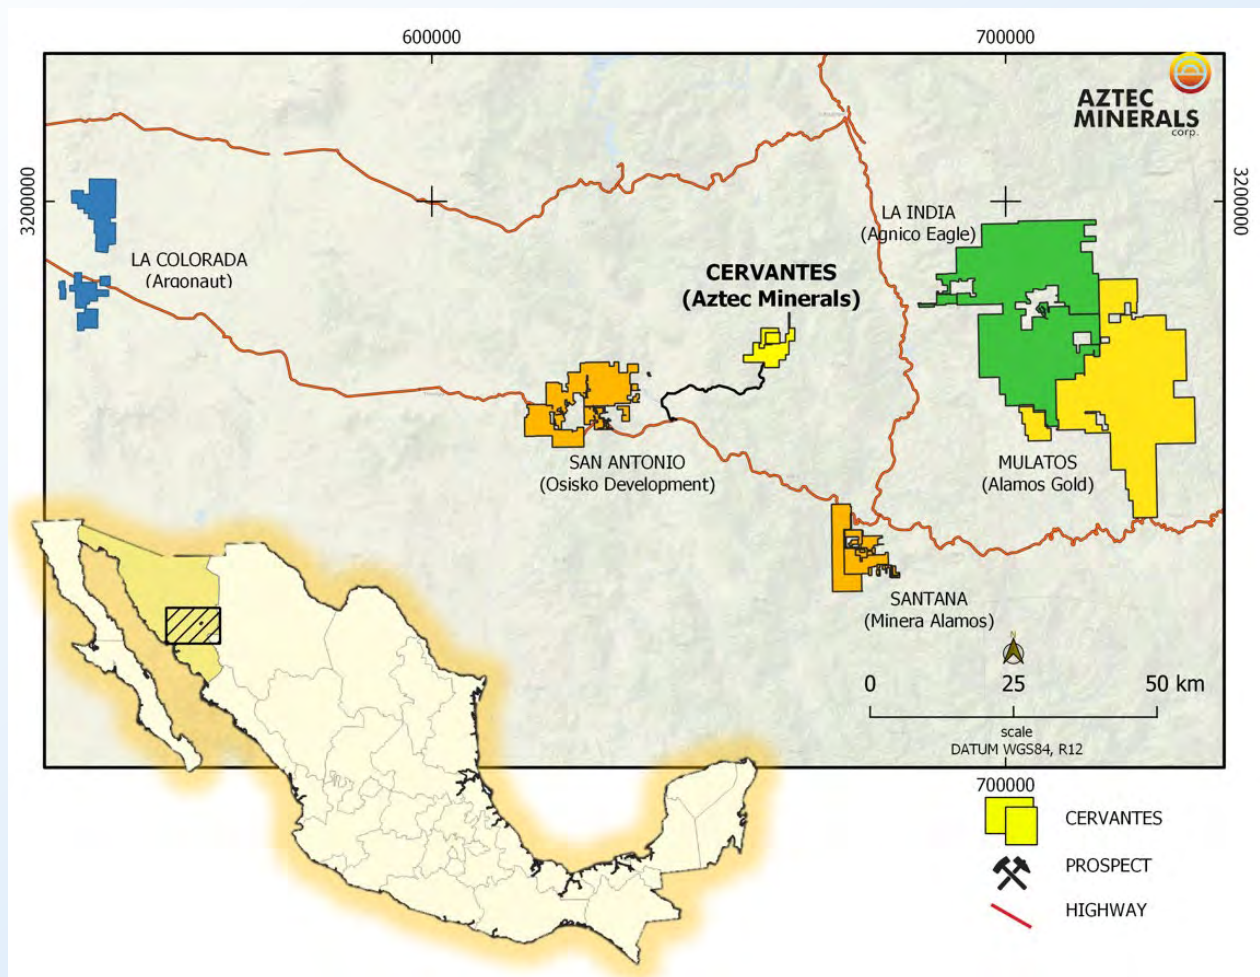 600000
700000
AZTEC
MINERALS
corp.
3200000
3200000
LA INDIA
(Agnico Eagle)
LA COLORADA
(Argonaut)
CERVANTES
(Aztec Minerals)
SAN ANTONIO
(Osisko Development)
MULATOS
(Alamos Gold)
SANTANA
(Minera Alamos)
N
0 25 50 km
scale
DATUM WGS84, R12
700000
CERVANTES
PROSPECT
HIGHWAY